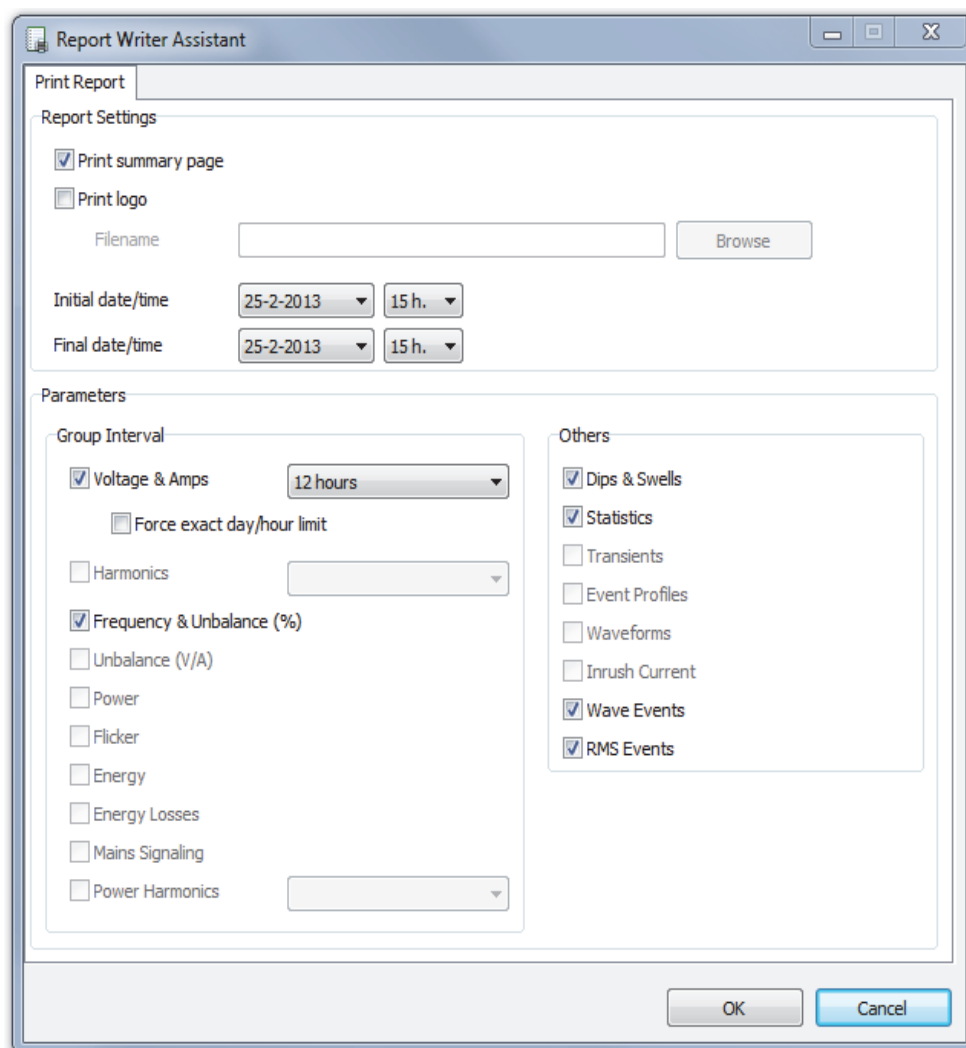 Report Writer Assistant
Print Report
Report Settings
Print summary page
Print logo
Filename
Browse
Initial date/time 25-2-2013 15 h.
Final date/time 25-2-2013 15 h.
Parameters
Group Interval
Voltage & Amps 12 hours
Force exact day/hour limit
Harmonics
Frequency & Unbalance (%)
Unbalance (V/A)
Power
Flicker
Energy
Energy Losses
Mains Signaling
Power Harmonics
Others
Dips & Swells
Statistics
Transients
Event Profiles
Waveforms
Inrush Current
Wave Events
RMS Events
OK
Cancel